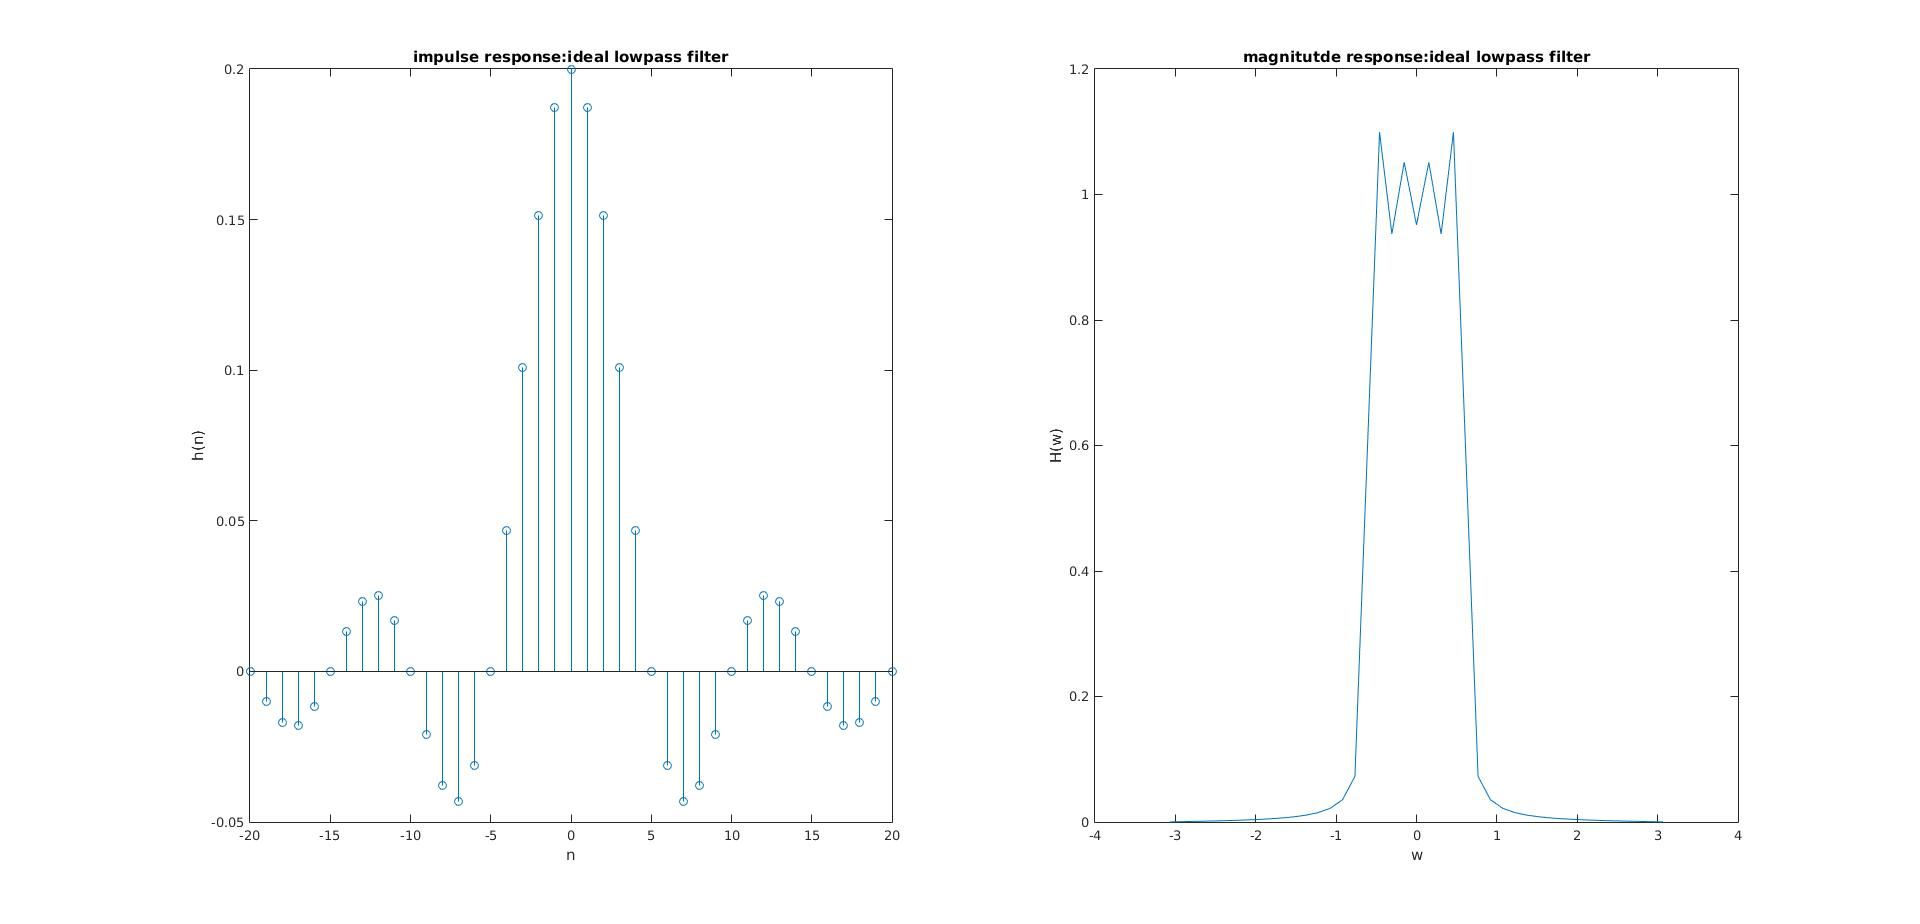 impulse response:ideal lowpass filter
0.2
0.15
0.1
0.05
0
-0.05
h(n)
-20 -15 -10 -5 0 5 10 15 20
n
magnitutde response:ideal lowpass filter
1.2
1
0.8
0.6
0.4
0.2
0
H(w)
-4 -3 -2 -1 0 1 2 3 4
w